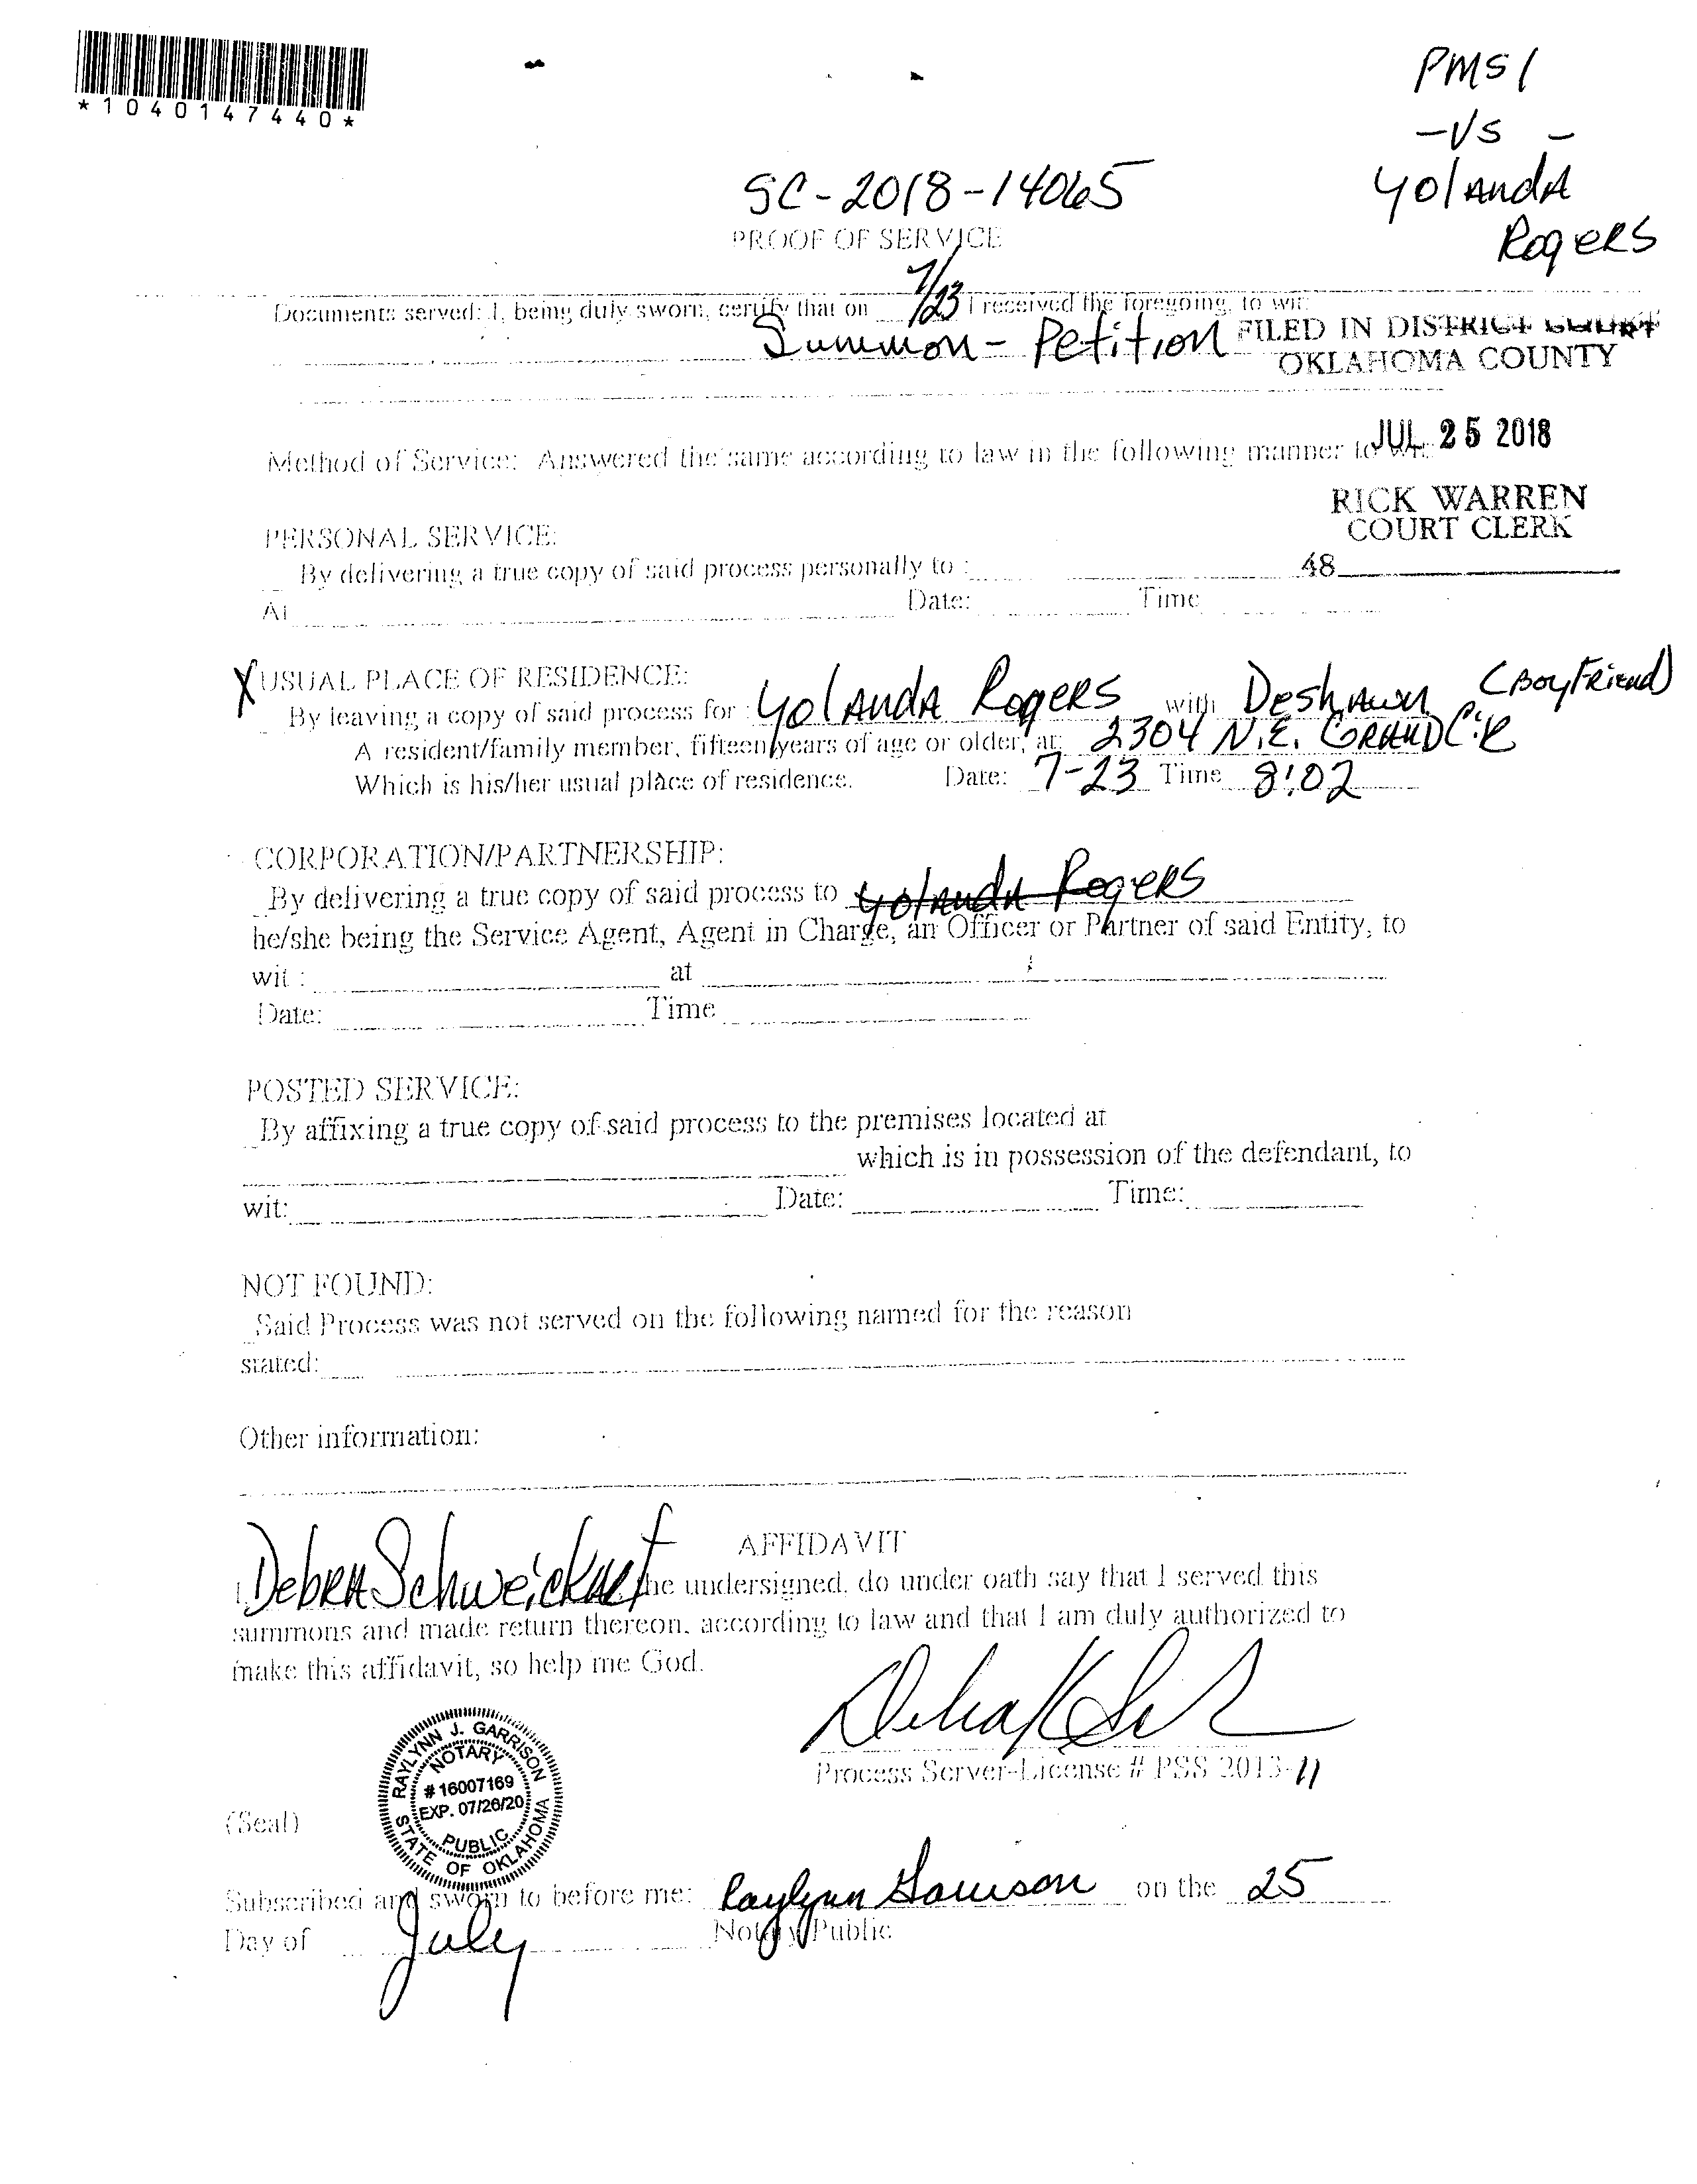 *1040147440*
PMSI
-VS-
Yolanda
Rogers
SC-2018-14065
PROOF OF SERVICE
Documents served: I, being duly sworn, certify that on 7/23 I received the foregoing, to wit:
Summon - Petition
FILED IN DISTRICT COURT
OKLAHOMA COUNTY
JUL 25 2018
Method of Service: Answered the same according to law in the following manner to wit:
RICK WARREN
COURT CLERK
48
PERSONAL SERVICE:
By delivering a true copy of said process personally to :
At Date: Time
X USUAL PLACE OF RESIDENCE:
By leaving a copy of said process for : Yolanda Rogers with Deshawn (Boyfriend)
A resident/family member, fifteen years of age or older, at: 2304 N.E. Grand Cir
Which is his/her usual place of residence. Date: 7-23 Time 8:02
CORPORATION/PARTNERSHIP:
By delivering a true copy of said process to Yolanda Rogers
he/she being the Service Agent, Agent in Charge, an Officer or Partner of said Entity, to
wit : at
Date: Time
POSTED SERVICE:
By affixing a true copy of said process to the premises located at
which is in possession of the defendant, to
wit: Date: Time:
NOT FOUND:
Said Process was not served on the following named for the reason
stated:
Other information:
AFFIDAVIT
I Debra Schweickart the undersigned, do under oath say that I served this
summons and made return thereon, according to law and that I am duly authorized to
make this affidavit, so help me God.
Process Server-License # PSS 2013-11
RAYLYNN J. GARRISON
NOTARY
# 16007169
EXP. 07/26/20
PUBLIC
STATE OF OKLAHOMA
(Seal)
Subscribed and sworn to before me: Raylynn Garrison on the 25
Day of July Notary Public